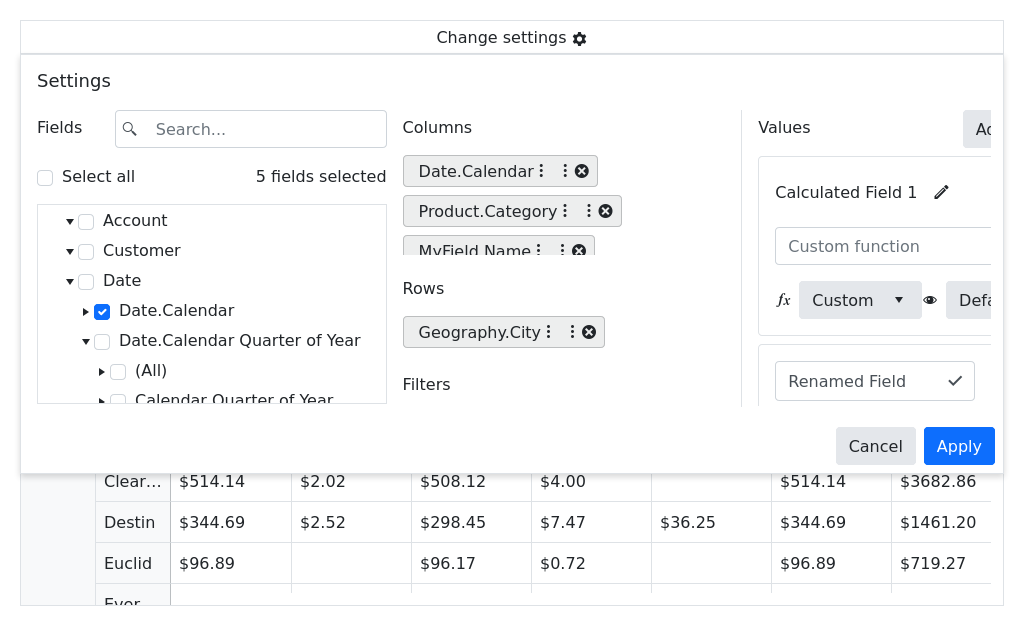 Change settings
Settings
Fields
Search...
Select all
5 fields selected
Account
Customer
Date
Date.Calendar
Date.Calendar Quarter of Year
(All)
Calendar Quarter of Year
Columns
Date.Calendar
Product.Category
MyField.Name
Rows
Geography.City
Filters
Values
Calculated Field 1
Custom function
fx Custom
Renamed Field
Cancel Apply
Clear... $514.14 $2.02 $508.12 $4.00 $514.14 $3682.86
Destin $344.69 $2.52 $298.45 $7.47 $36.25 $344.69 $1461.20
Euclid $96.89 $96.17 $0.72 $96.89 $719.27